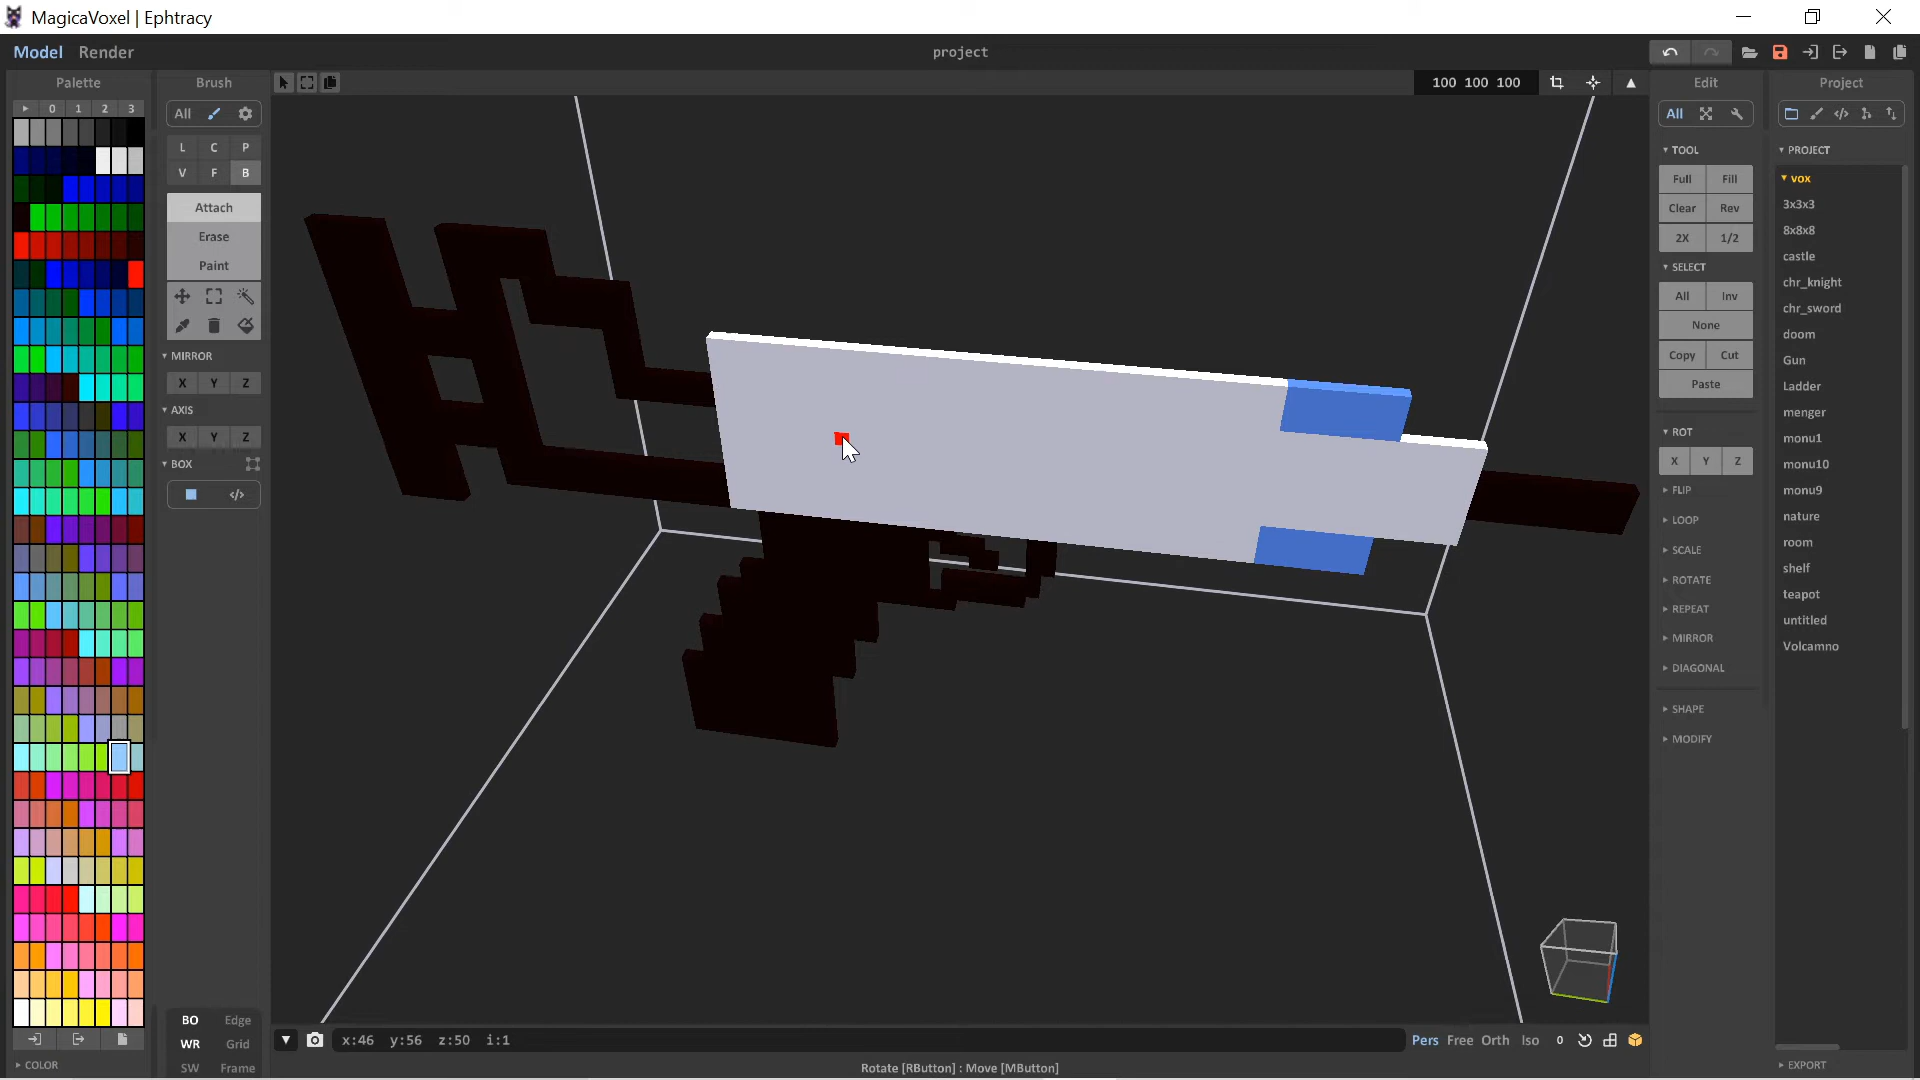 MagicaVoxel | Ephtracy
Model Render
project
Palette
Brush
100 100 100
Edit
Project
0 1 2 3
All
All
L C P
V F B
Attach
Erase
Paint
MIRROR
X Y Z
AXIS
X Y Z
BOX
TOOL
Full Fill
Clear Rev
2X 1/2
SELECT
All Inv
None
Copy Cut
Paste
ROT
X Y Z
FLIP
LOOP
SCALE
ROTATE
REPEAT
MIRROR
DIAGONAL
SHAPE
MODIFY
PROJECT
vox
3x3x3
8x8x8
castle
chr_knight
chr_sword
doom
Gun
Ladder
menger
monu1
monu10
monu9
nature
room
shelf
teapot
untitled
Volcamno
BO Edge
WR Grid
SW Frame
COLOR
x:46 y:56 z:50 i:1
Pers Free Orth Iso 0
Rotate [RButton] : Move [MButton]
EXPORT